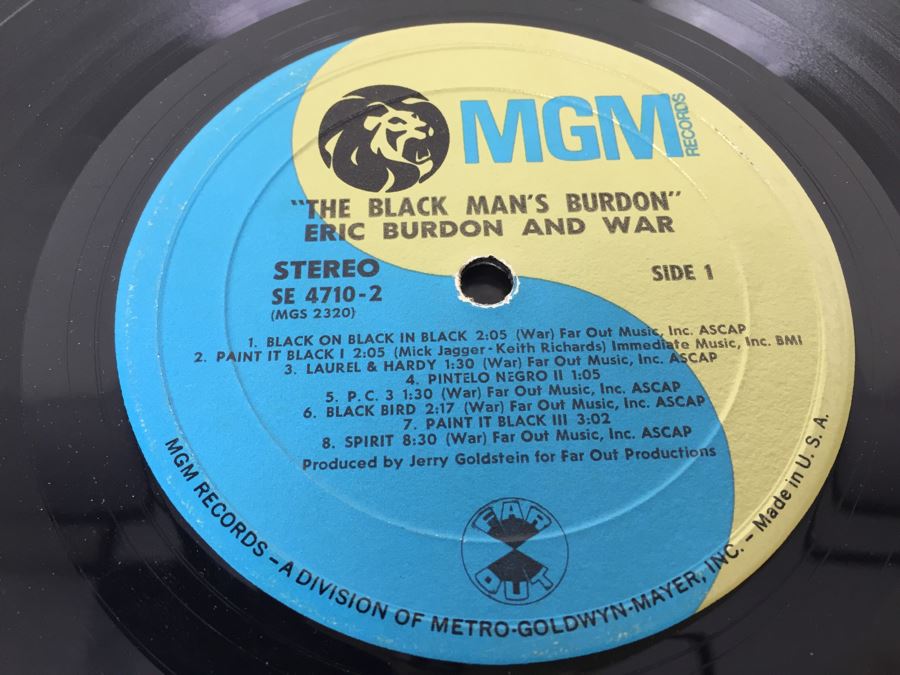 MGM RECORDS
"THE BLACK MAN'S BURDON"
ERIC BURDON AND WAR
STEREO
SE 4710-2
(MGS 2320)
SIDE 1
1. BLACK ON BLACK IN BLACK 2:05 (War) Far Out Music, Inc. ASCAP
2. PAINT IT BLACK I 2:05 (Mick Jagger - Keith Richards) Immediate Music, Inc. BMI
3. LAUREL & HARDY 1:30 (War) Far Out Music, Inc. ASCAP
4. PINTELO NEGRO II 1:05
5. P. C. 3 1:30 (War) Far Out Music, Inc. ASCAP
6. BLACK BIRD 2:17 (War) Far Out Music, Inc. ASCAP
7. PAINT IT BLACK III 3:02
8. SPIRIT 8:30 (War) Far Out Music, Inc. ASCAP
Produced by Jerry Goldstein for Far Out Productions
FAR
OUT
MGM RECORDS – A DIVISION OF METRO-GOLDWYN-MAYER, INC. – Made in U. S. A.